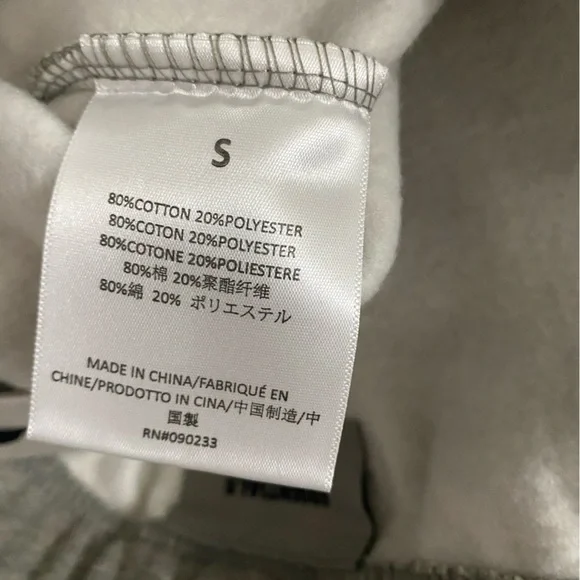 S
80%COTTON 20%POLYESTER
80%COTON 20%POLYESTER
80%COTONE 20%POLIESTERE
80%棉 20%聚酯纤维
80%綿 20% ポリエステル
MADE IN CHINA/FABRIQUÉ EN
CHINE/PRODOTTO IN CINA/中国制造/中
国製
RN#090233